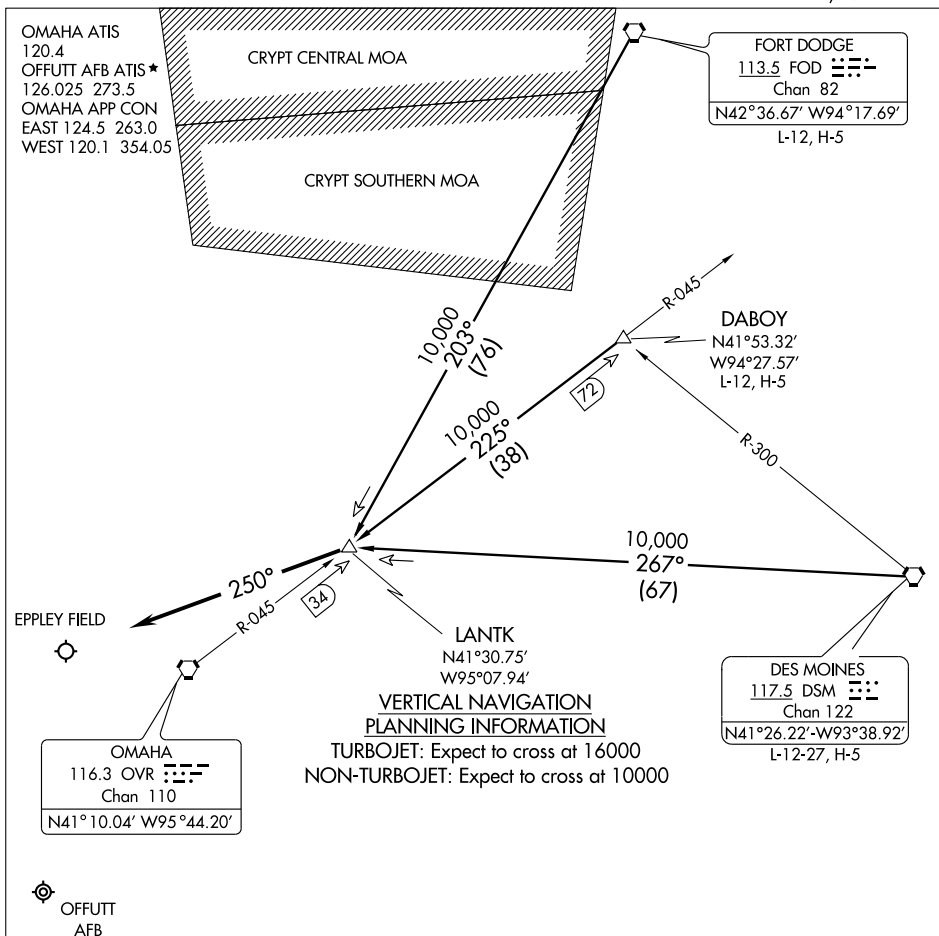 OMAHA ATIS
120.4
OFFUTT AFB ATIS★
126.025 273.5
OMAHA APP CON
EAST 124.5 263.0
WEST 120.1 354.05
CRYPT CENTRAL MOA
CRYPT SOUTHERN MOA
FORT DODGE
113.5 FOD
Chan 82
N42°36.67’ W94°17.69’
L-12, H-5
R-045
DABOY
N41°53.32’
W94°27.57’
L-12, H-5
10,000
203°
(76)
72
10,000
225°
(38)
R-300
10,000
267°
(67)
250°
R-045
34
EPPLEY FIELD
LANTK
N41°30.75’
W95°07.94’
VERTICAL NAVIGATION
PLANNING INFORMATION
TURBOJET: Expect to cross at 16000
NON-TURBOJET: Expect to cross at 10000
DES MOINES
117.5 DSM
Chan 122
N41°26.22’-W93°38.92’
L-12-27, H-5
OMAHA
116.3 OVR
Chan 110
N41°10.04’ W95°44.20’
OFFUTT
AFB